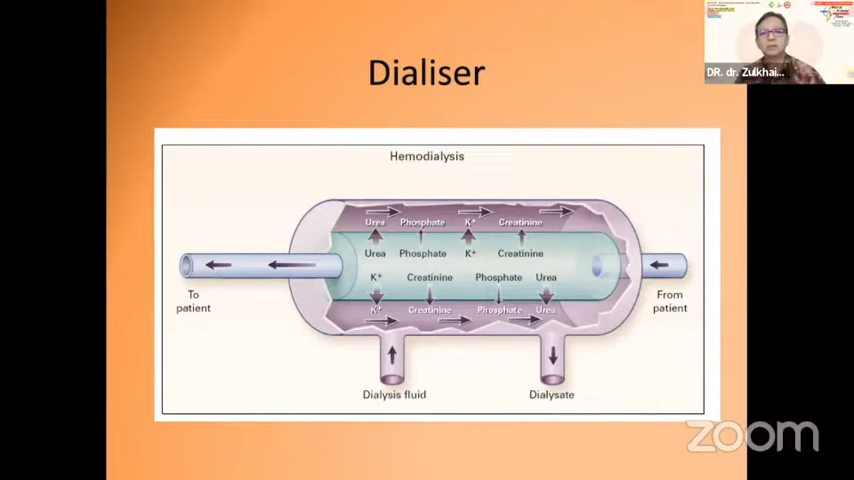 Dialiser
DR. dr. Zulkhai...
Hemodialysis
Urea Phosphate K+ Creatinine
Urea Phosphate K+ Creatinine
K+ Creatinine Phosphate Urea
K+ Creatinine Phosphate Urea
To
patient
From
patient
Dialysis fluid
Dialysate
zoom